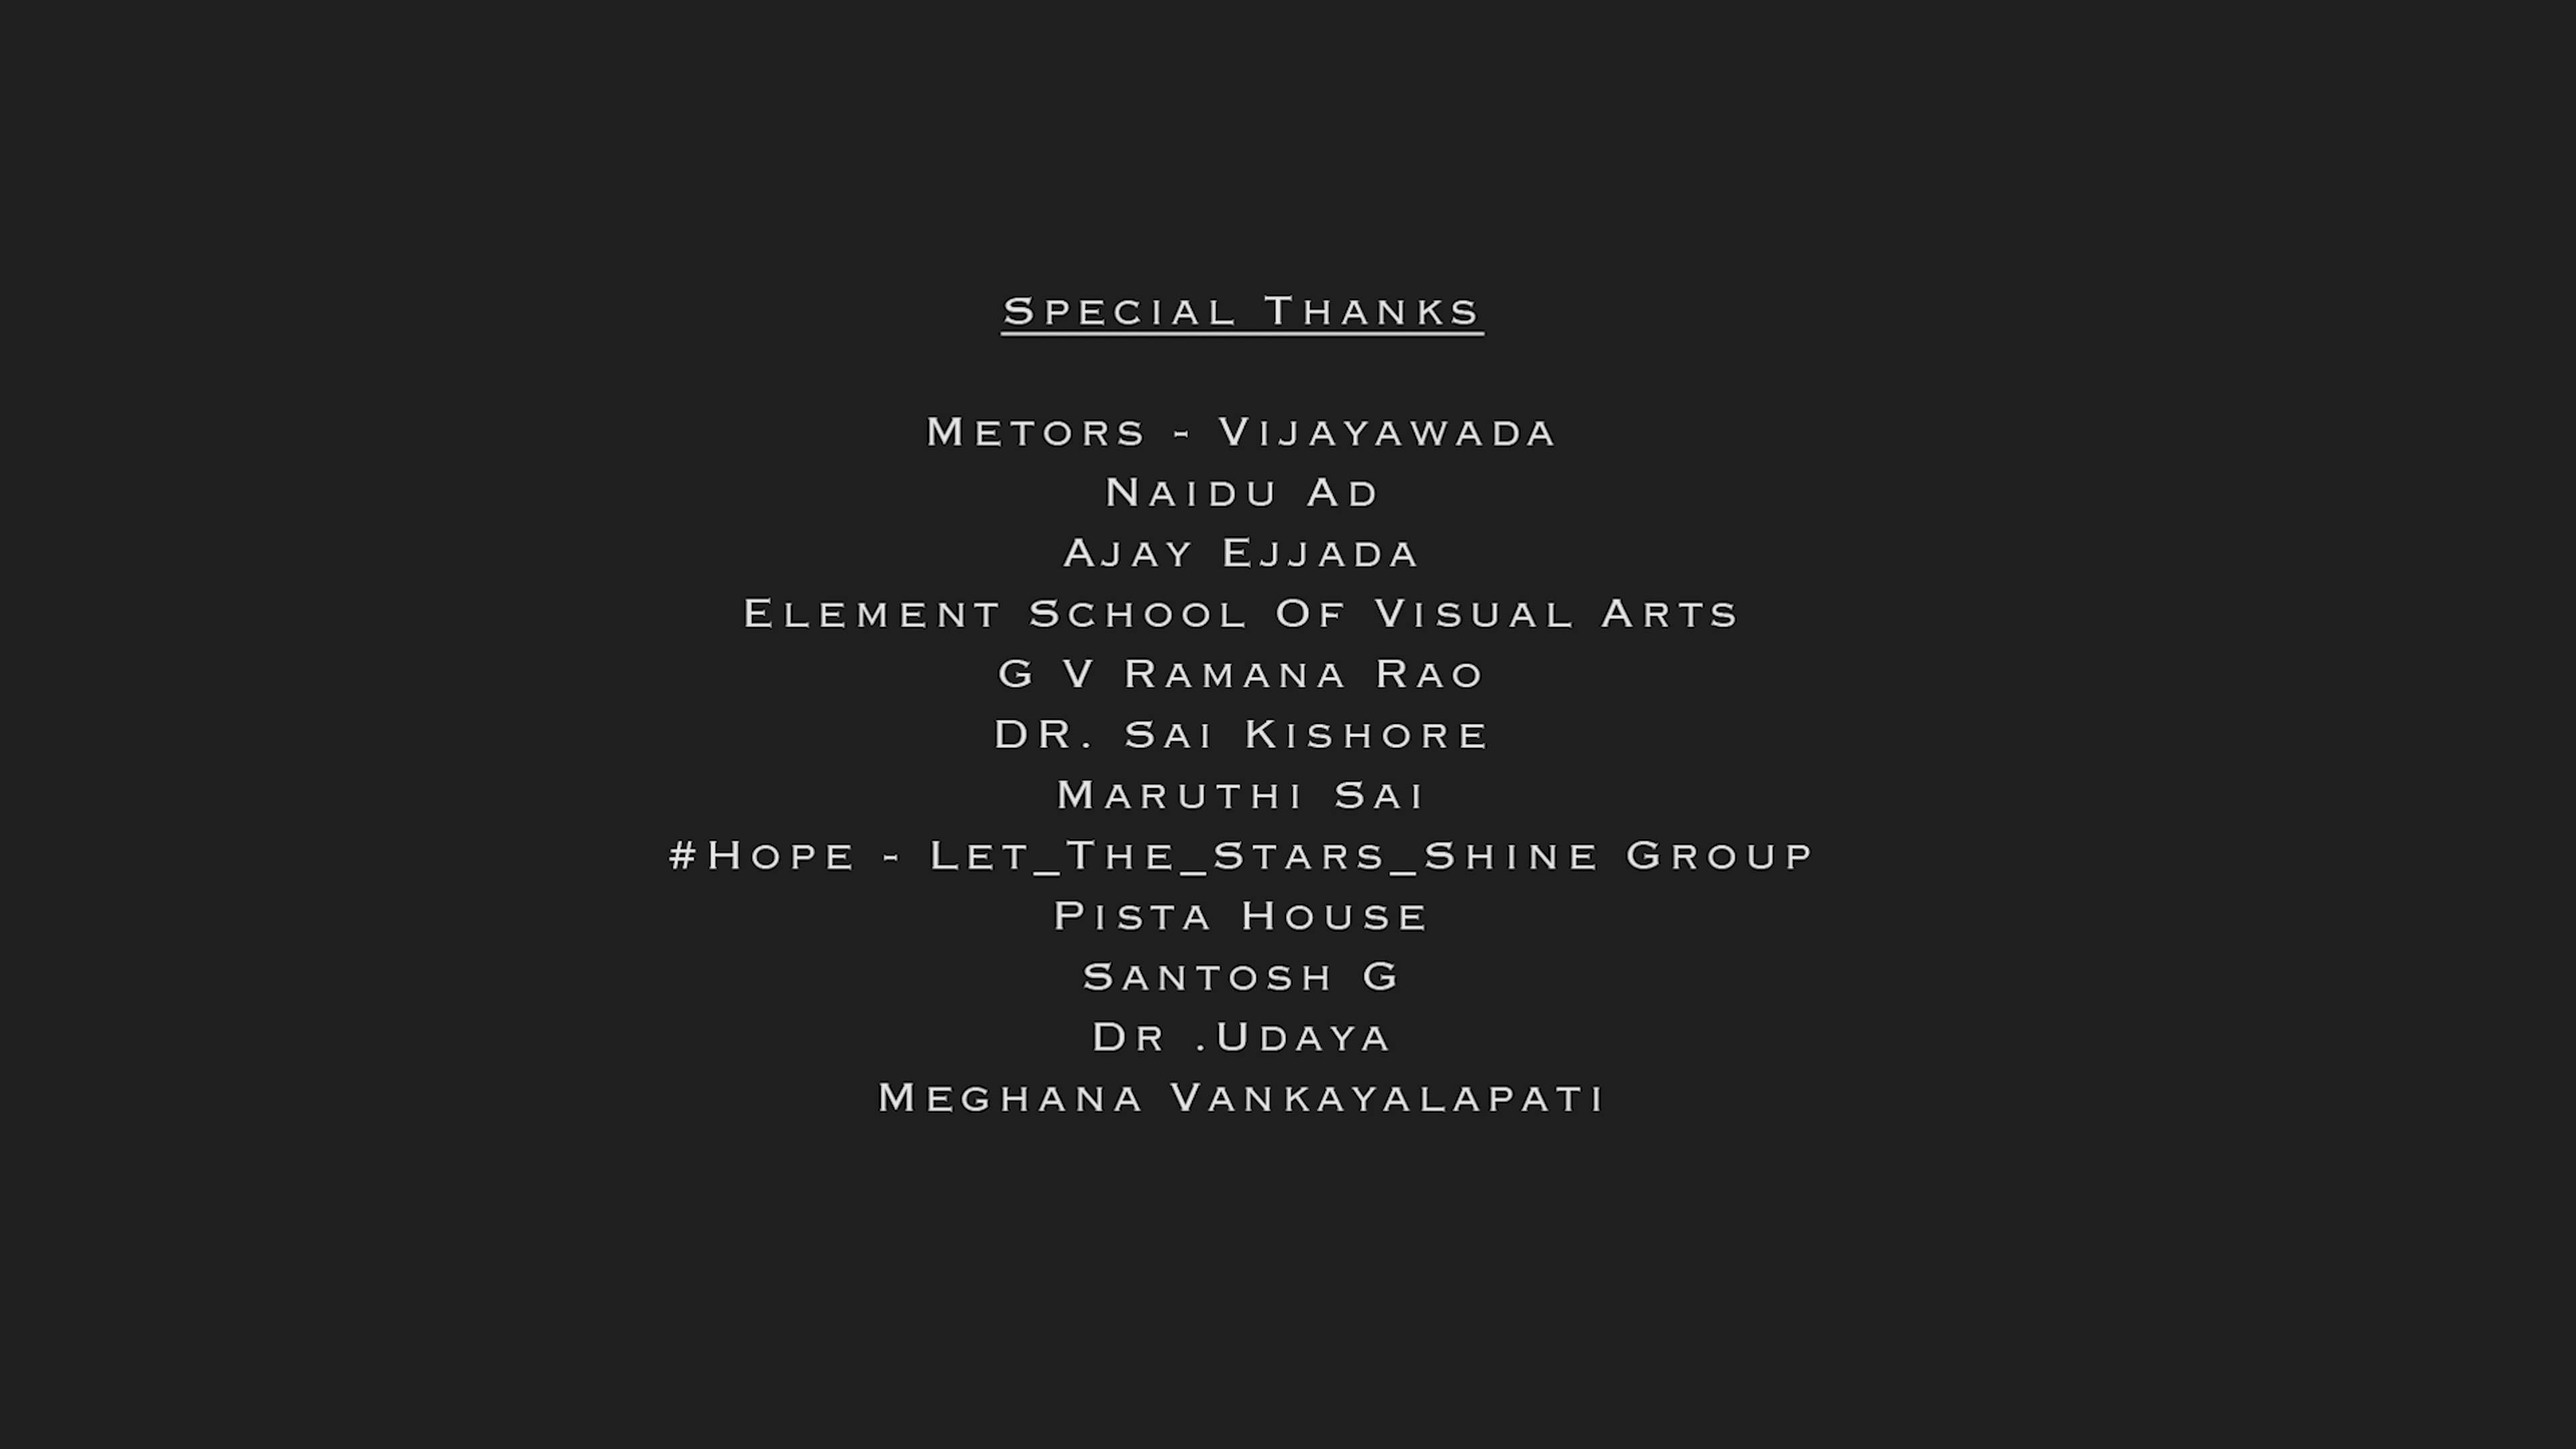 Special Thanks
Metors - Vijayawada
Naidu Ad
Ajay Ejjada
Element School Of Visual Arts
G V Ramana Rao
DR. Sai Kishore
Maruthi Sai
#Hope - Let_The_Stars_Shine Group
Pista House
Santosh G
Dr .Udaya
Meghana Vankayalapati